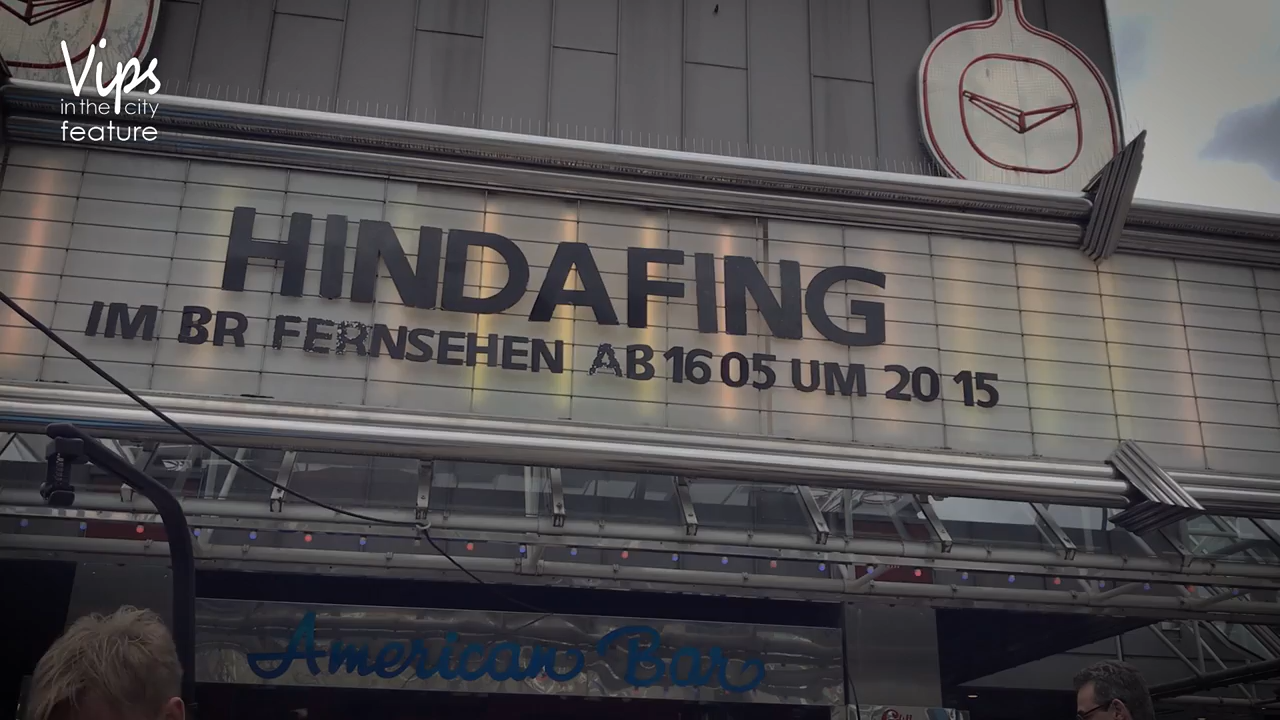 Vips
in the city
feature
HINDAFING
IM BR FERNSEHEN AB 16 05 UM 20 15
American Bar